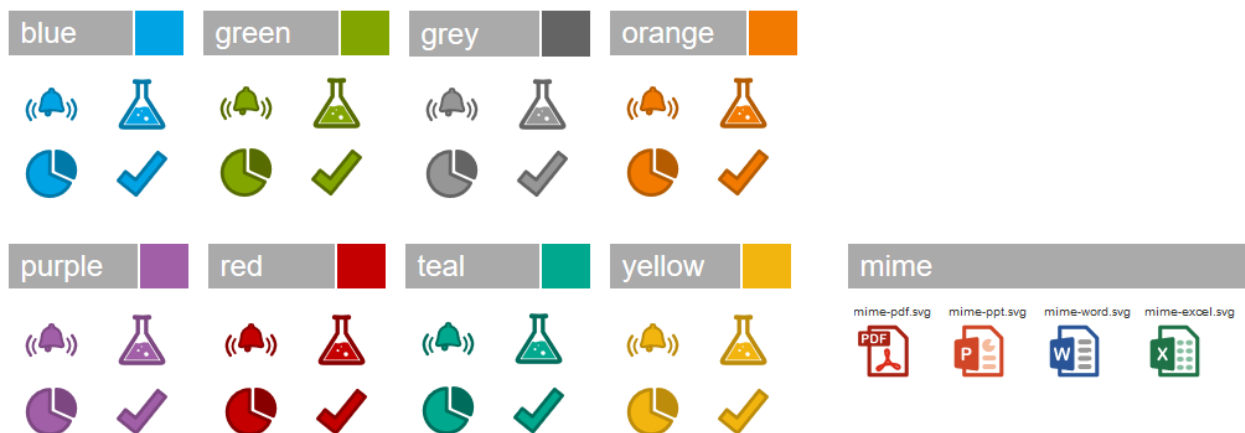 blue
green
grey
orange
purple
red
teal
yellow
mime
mime-pdf.svg
mime-ppt.svg
mime-word.svg
mime-excel.svg
PDF
P
W
X